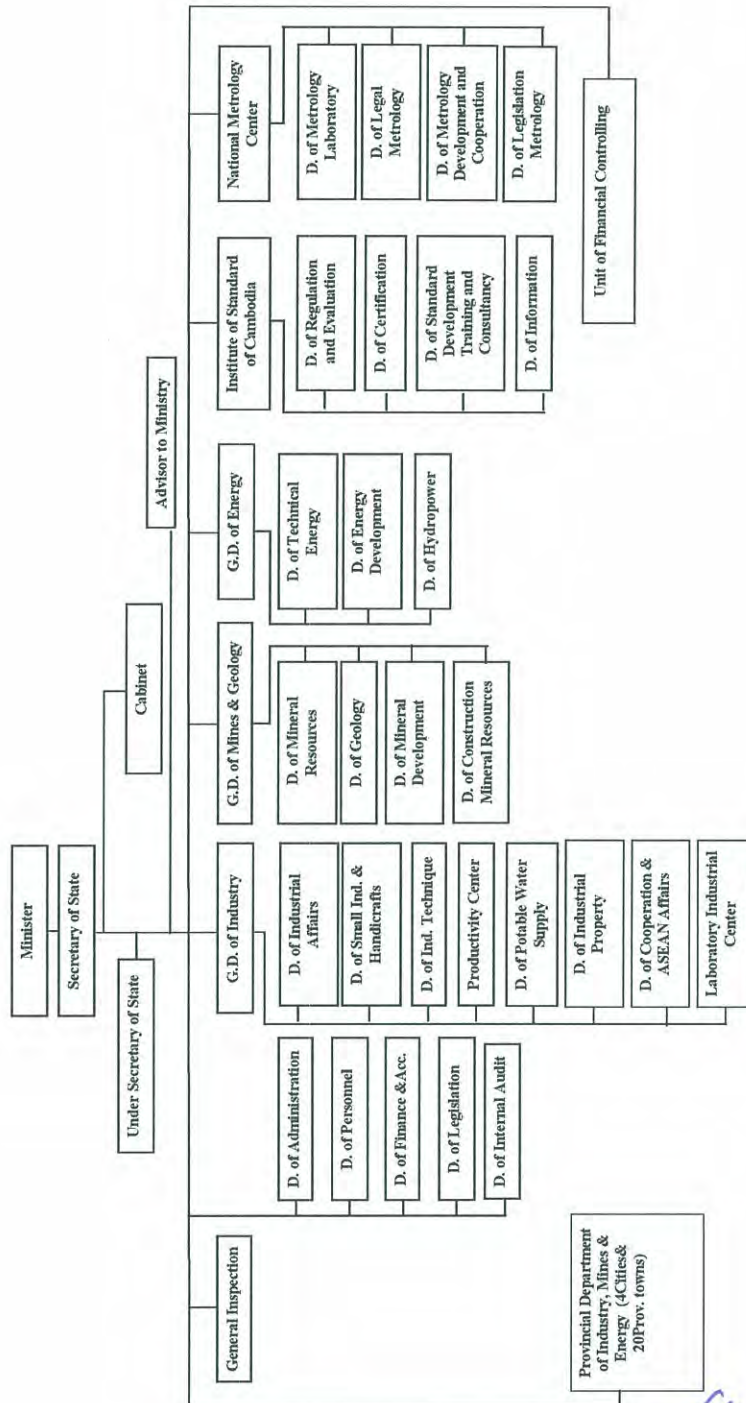 Minister
Secretary of State
Under Secretary of State
Cabinet
Advisor to Ministry
General Inspection
D. of Administration
D. of Personnel
D. of Finance &Acc.
D. of Legislation
D. of Internal Audit
G.D. of Industry
D. of Industrial
Affairs
D. of Small Ind. &
Handicrafts
D. of Ind. Technique
Productivity Center
D. of Potable Water
Supply
D. of Industrial
Property
D. of Cooperation &
ASEAN Affairs
Laboratory Industrial
Center
G.D. of Mines & Geology
D. of Mineral
Resources
D. of Geology
D. of Mineral
Development
D. of Construction
Mineral Resources
G.D. of Energy
D. of Technical
Energy
D. of Energy
Development
D. of Hydropower
Institute of Standard
of Cambodia
D. of Regulation
and Evaluation
D. of Certification
D. of Standard
Development
Training and
Consultancy
D. of Information
National Metrology
Center
D. of Metrology
Laboratory
D. of Legal
Metrology
D. of Metrology
Development and
Cooperation
D. of Legislation
Metrology
Provincial Department
of Industry, Mines &
Energy (4Cities&
20Prov. towns)
Unit of Financial Controlling